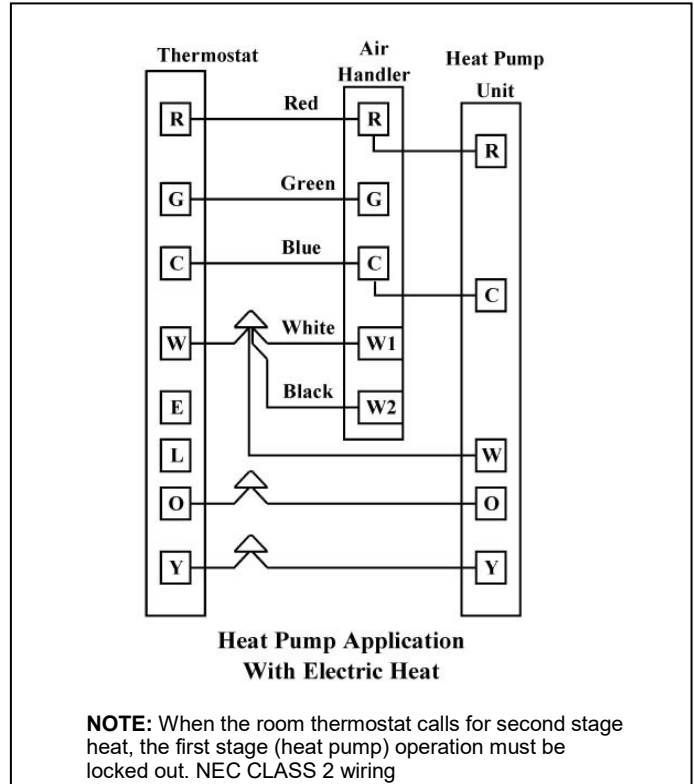 Thermostat
Air
Handler
Heat Pump
Unit
R Red R
R
G Green G
C Blue C
C
W White W1
Black W2
E
L W
O O
Y Y
Heat Pump Application
With Electric Heat
NOTE: When the room thermostat calls for second stage
heat, the first stage (heat pump) operation must be
locked out. NEC CLASS 2 wiring